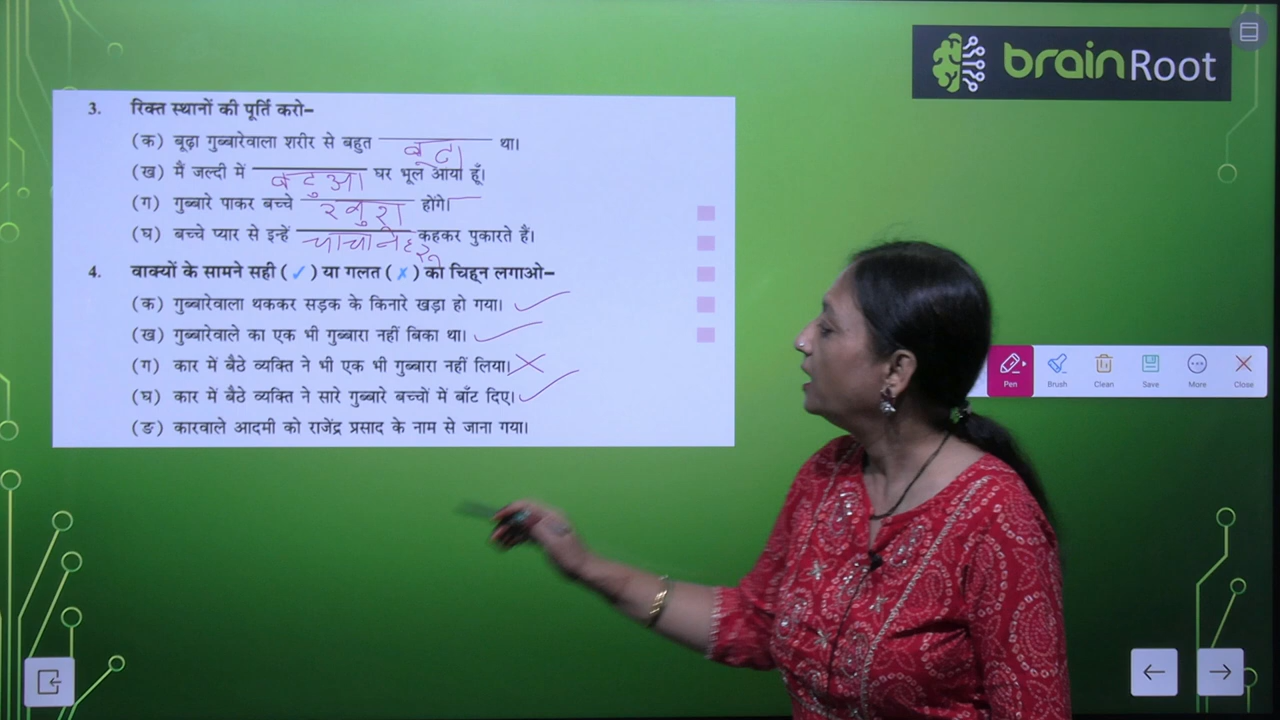 brainRoot
3. रिक्त स्थानों की पूर्ति करो–
(क) बूढ़ा गुब्बारेवाला शरीर से बहुत ____________ था।
(ख) मैं जल्दी में बटुआ घर भूल आया हूँ।
(ग) गुब्बारे पाकर बच्चे खुश होंगे।
(घ) बच्चे प्यार से इन्हें चाचा नेहरू कहकर पुकारते हैं।
4. वाक्यों के सामने सही (✓) या गलत (✗) का चिह्न लगाओ–
(क) गुब्बारेवाला थककर सड़क के किनारे खड़ा हो गया। ✓
(ख) गुब्बारेवाले का एक भी गुब्बारा नहीं बिका था। ✓
(ग) कार में बैठे व्यक्ति ने भी एक भी गुब्बारा नहीं लिया। ✗
(घ) कार में बैठे व्यक्ति ने सारे गुब्बारे बच्चों में बाँट दिए। ✓
(ङ) कारवाले आदमी को राजेंद्र प्रसाद के नाम से जाना गया।
Pen Brush Clean Save More Close